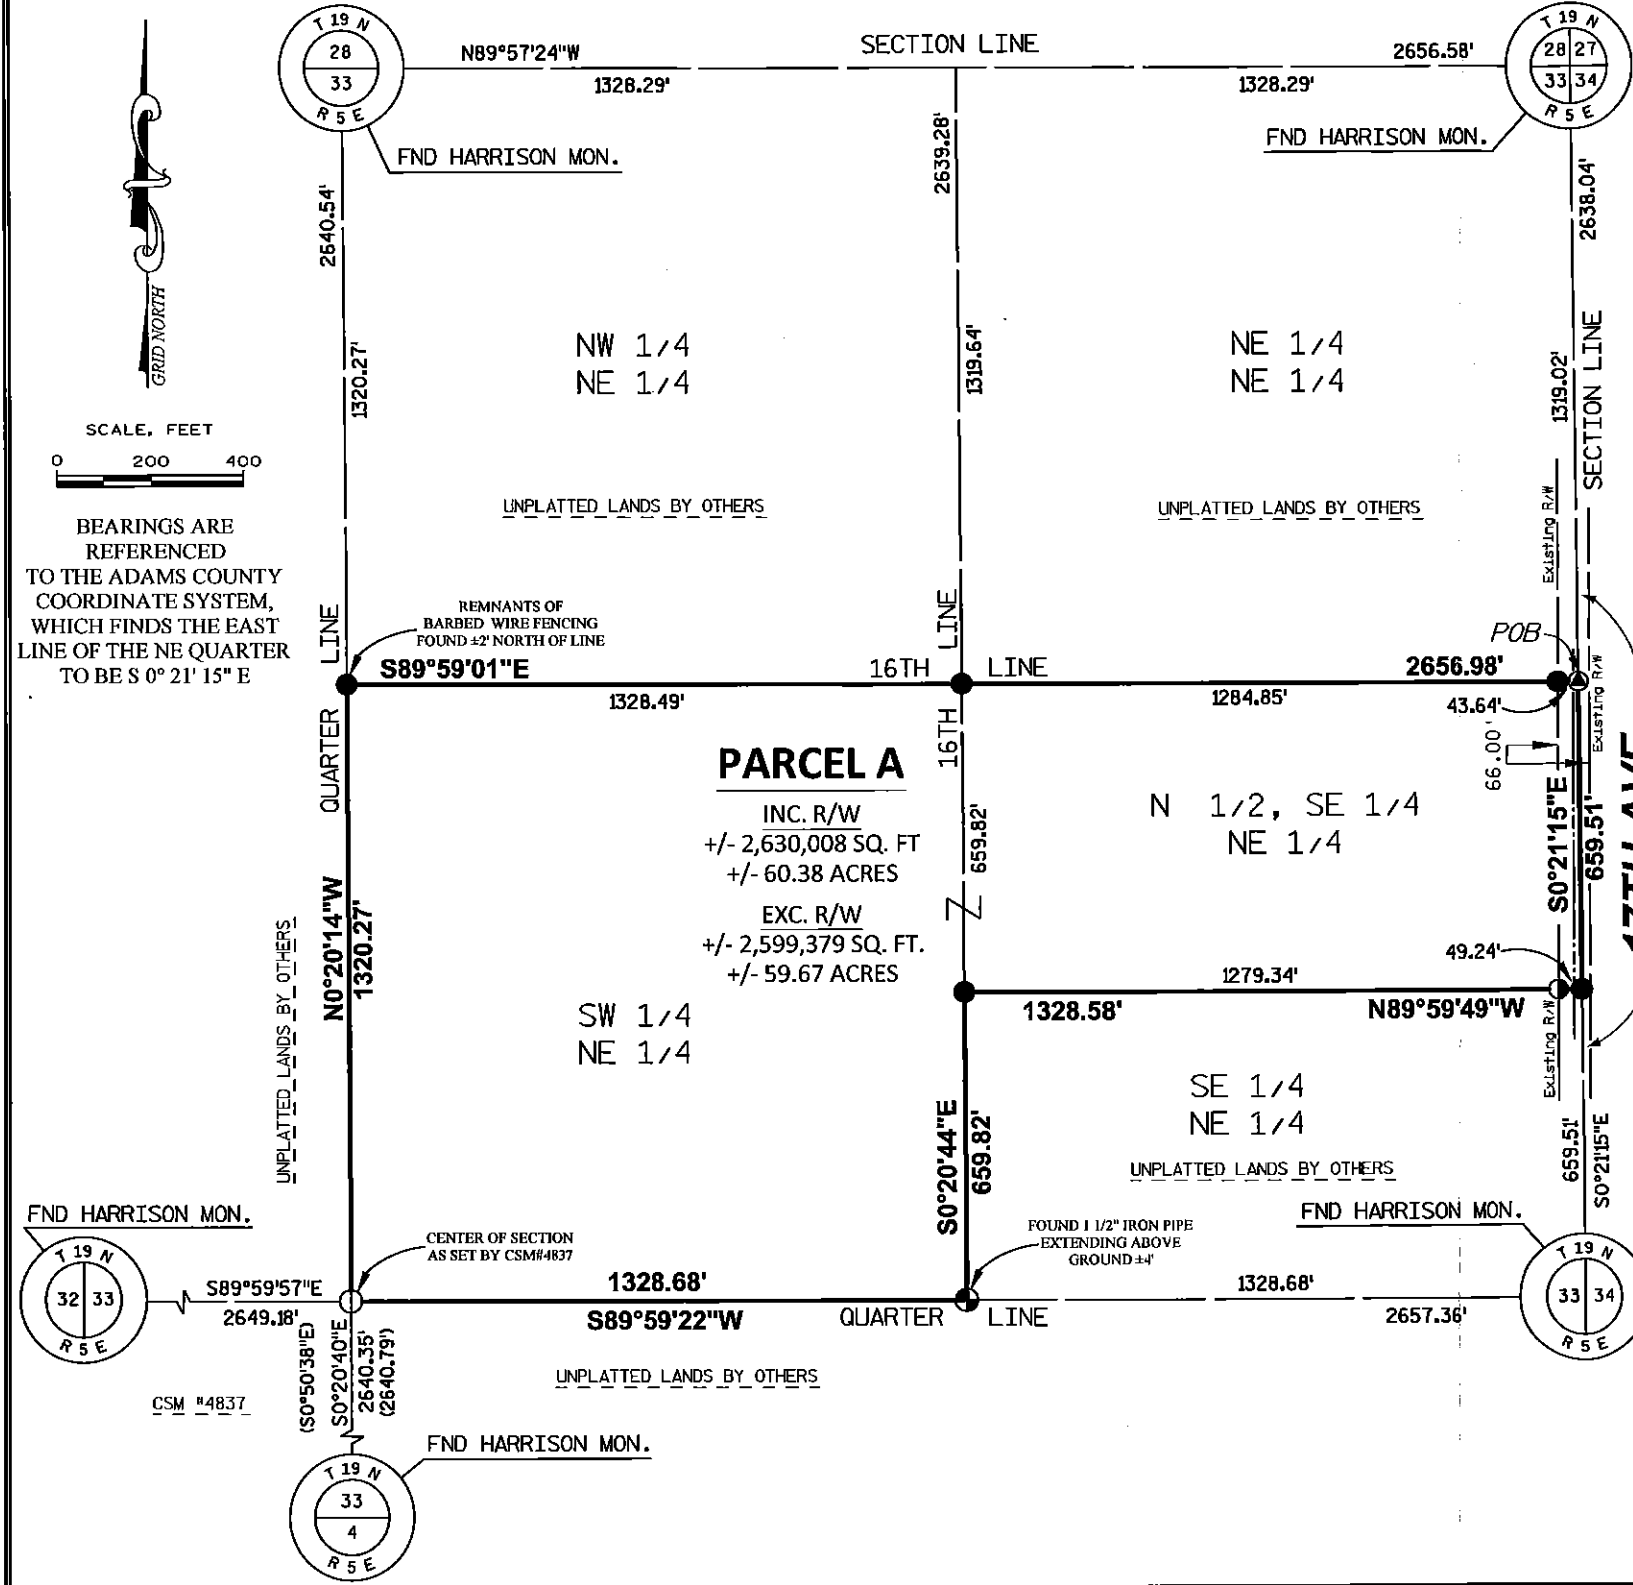 T 19 N
28
33
R 5 E
N89°57'24"W
1328.29'
SECTION LINE
2656.58'
1328.29'
T 19 N
28 27
33 34
R 5 E
FND HARRISON MON.
FND HARRISON MON.
2640.54'
1320.27'
2639.28'
1319.64'
2638.04'
1319.02'
SECTION LINE
GRID NORTH
SCALE, FEET
0 200 400
BEARINGS ARE
REFERENCED
TO THE ADAMS COUNTY
COORDINATE SYSTEM,
WHICH FINDS THE EAST
LINE OF THE NE QUARTER
TO BE S 0° 21' 15" E
NW 1/4
NE 1/4
NE 1/4
NE 1/4
UNPLATTED LANDS BY OTHERS
UNPLATTED LANDS BY OTHERS
Existing R/W
REMNANTS OF
BARBED WIRE FENCING
FOUND ±2' NORTH OF LINE
QUARTER LINE
16TH LINE
S89°59'01"E
16TH LINE
2656.98'
POB
1328.49'
1284.85'
43.64'
Existing R/W
66.00'
PARCEL A
INC. R/W
+/- 2,630,008 SQ. FT
+/- 60.38 ACRES
EXC. R/W
+/- 2,599,379 SQ. FT.
+/- 59.67 ACRES
659.82'
N 1/2, SE 1/4
NE 1/4
S0°21'15"E
659.51'
UNPLATTED LANDS BY OTHERS
N0°20'14"W
1320.27'
49.24'
1279.34'
1328.58'
N89°59'49"W
Existing R/W
SW 1/4
NE 1/4
SE 1/4
NE 1/4
UNPLATTED LANDS BY OTHERS
S0°20'44"E
659.82'
659.51'
S0°21'15"E
FND HARRISON MON.
T 19 N
32 33
R 5 E
CENTER OF SECTION
AS SET BY CSM#4837
FOUND 1 1/2" IRON PIPE
EXTENDING ABOVE
GROUND ±4'
FND HARRISON MON.
T 19 N
33 34
R 5 E
S89°59'57"E
2649.18'
1328.68'
S89°59'22"W
QUARTER LINE
1328.68'
2657.36'
(S0°50'38"E)
S0°20'40"E
2640.35'
(2640.79')
UNPLATTED LANDS BY OTHERS
CSM #4837
FND HARRISON MON.
T 19 N
33
4
R 5 E